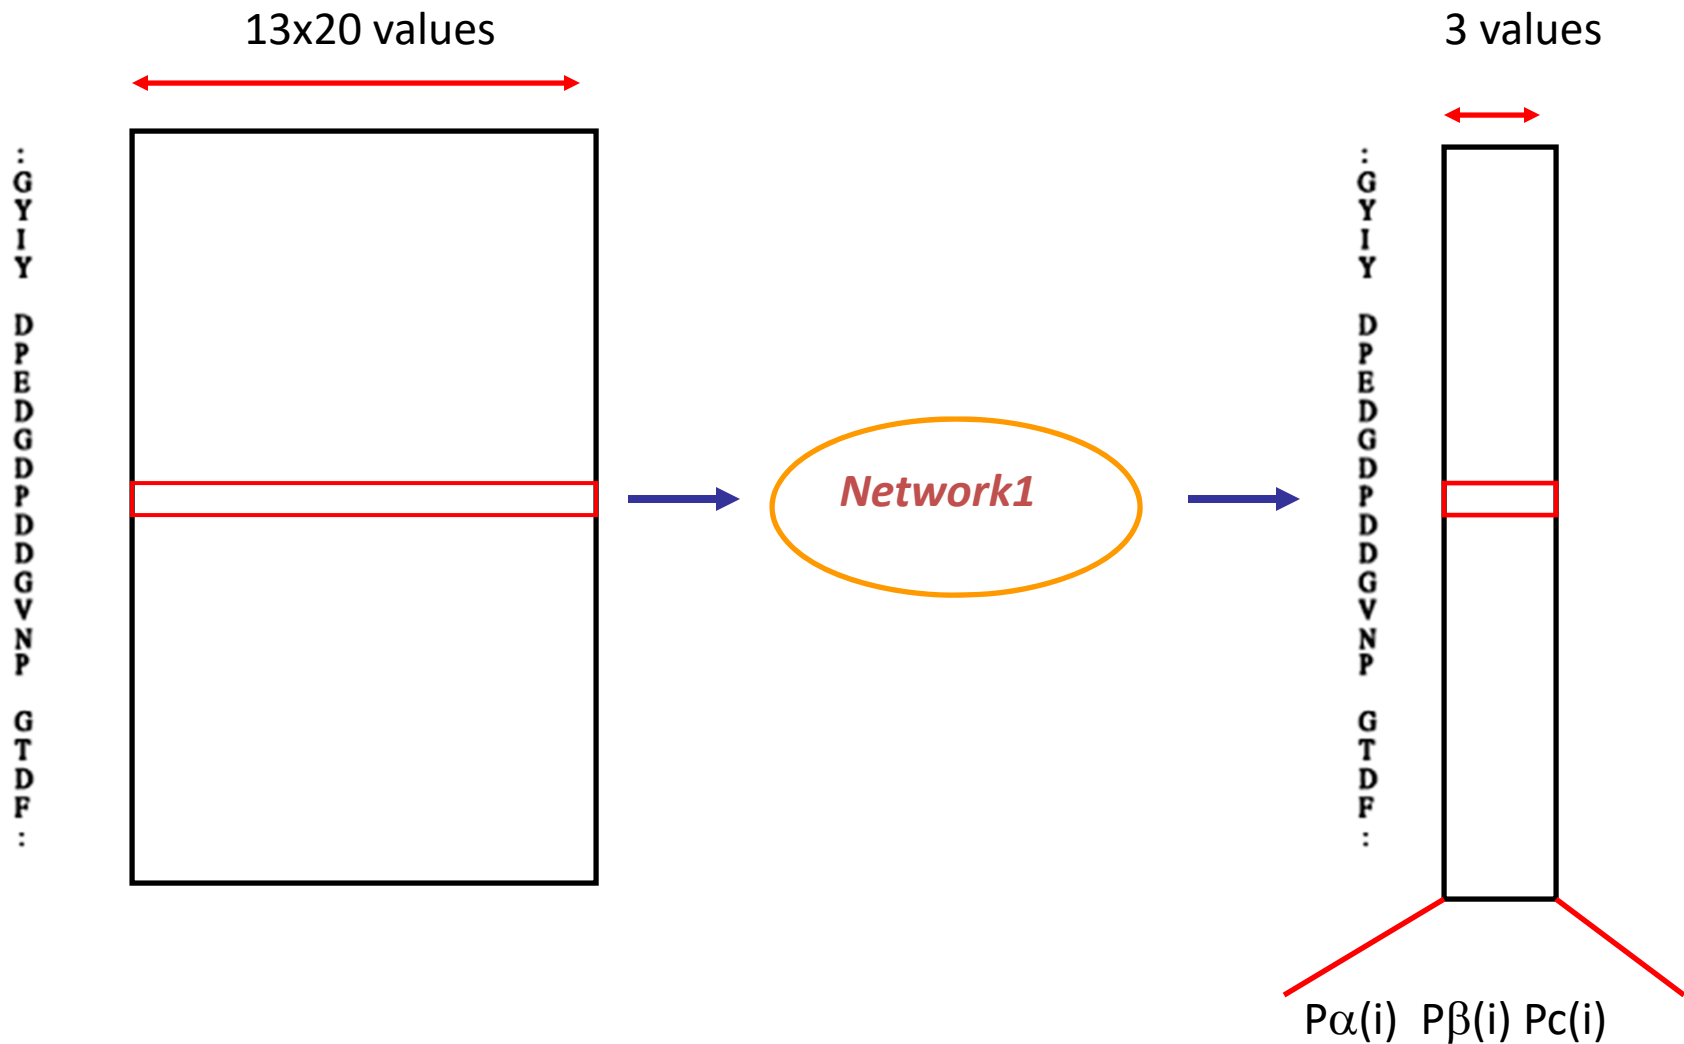 13x20 values
3 values
:
G
Y
I
Y
D
P
E
D
G
D
P
D
D
G
V
N
P
G
T
D
F
:
Network1
:
G
Y
I
Y
D
P
E
D
G
D
P
D
D
G
V
N
P
G
T
D
F
:
Pα(i) Pβ(i) Pc(i)